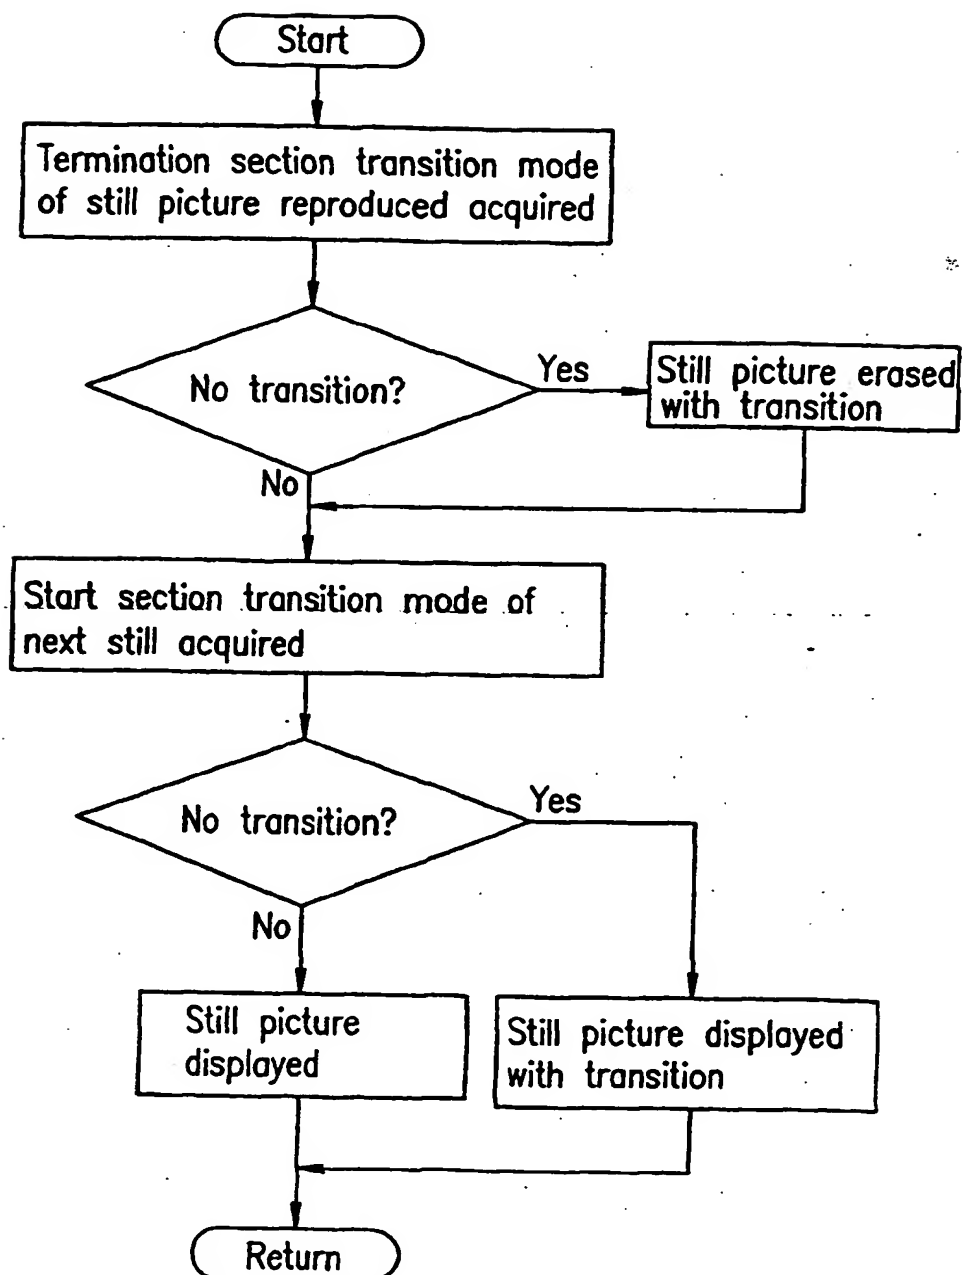 Start
Termination section transition mode
of still picture reproduced acquired
No transition?
Yes
Still picture erased
with transition
No
Start section transition mode of
next still acquired
No transition?
Yes
No
Still picture
displayed
Still picture displayed
with transition
Return